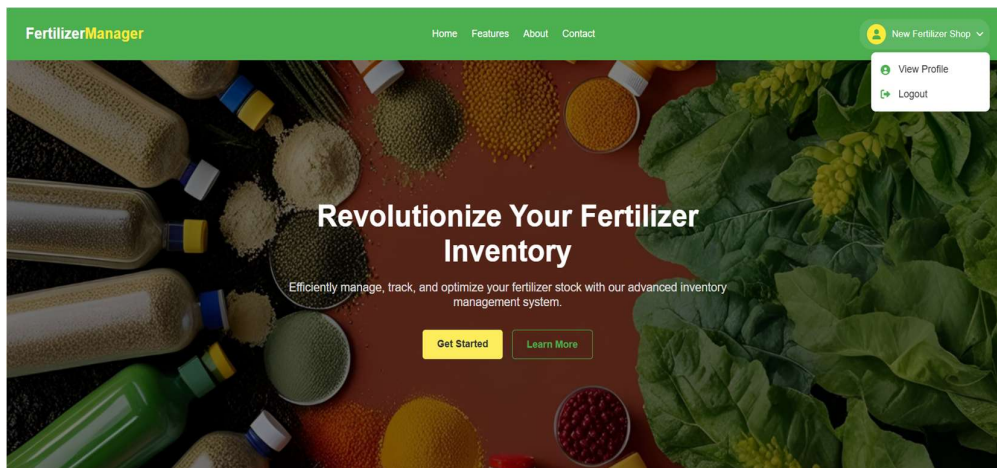 FertilizerManager
Home Features About Contact
New Fertilizer Shop
View Profile
Logout
Revolutionize Your Fertilizer
Inventory
Efficiently manage, track, and optimize your fertilizer stock with our advanced inventory
management system.
Get Started Learn More